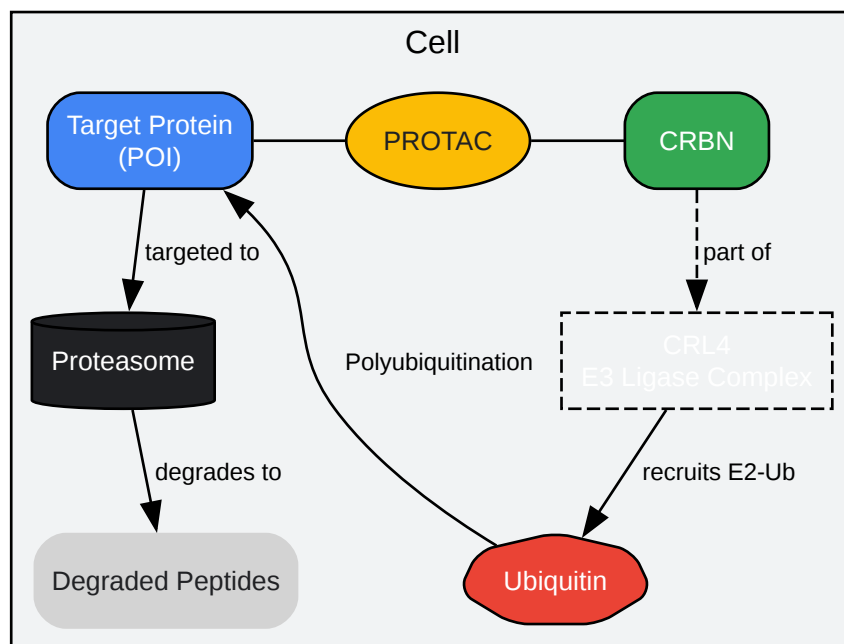 Cell
Target Protein
(POI)
PROTAC
CRBN
targeted to
part of
Proteasome
Polyubiquitination
CRL4
E3 Ligase Complex
degrades to
recruits E2-Ub
Degraded Peptides
Ubiquitin